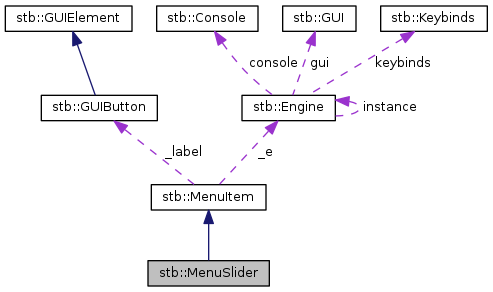 stb::GUIElement stb::Console stb::GUI stb::Keybinds
console gui keybinds
stb::GUIButton stb::Engine instance
_label _e
stb::MenuItem
stb::MenuSlider